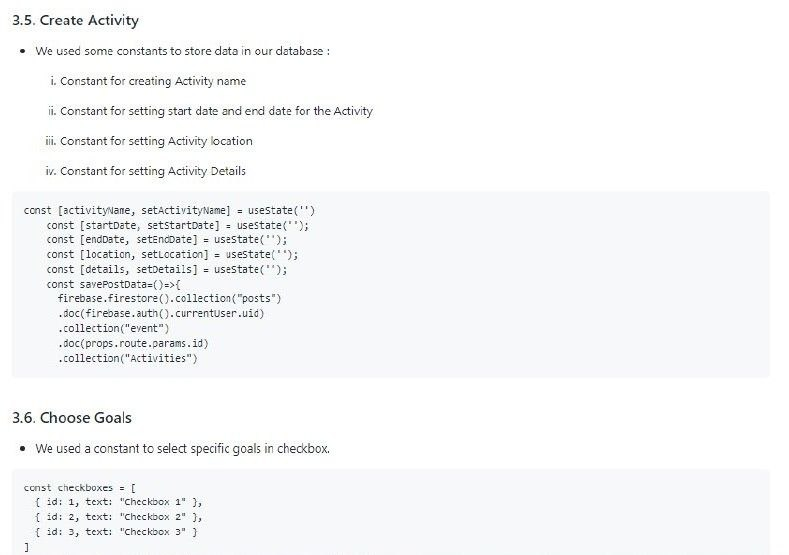 3.5. Create Activity
• We used some constants to store data in our database :
i. Constant for creating Activity name
ii. Constant for setting start date and end date for the Activity
iii. Constant for setting Activity location
iv. Constant for setting Activity Details
const [activityName, setActivityName] = useState('')
    const [startDate, setStartDate] = useState('');
    const [endDate, setEndDate] = useState('');
    const [location, setLocation] = useState('');
    const [details, setDetails] = useState('');
    const savePostData=()=>{
      firebase.firestore().collection("posts")
      .doc(firebase.auth().currentUser.uid)
      .collection("event")
      .doc(props.route.params.id)
      .collection("Activities")
3.6. Choose Goals
• We used a constant to select specific goals in checkbox.
const checkboxes = [
  { id: 1, text: "Checkbox 1" },
  { id: 2, text: "Checkbox 2" },
  { id: 3, text: "Checkbox 3" }
]